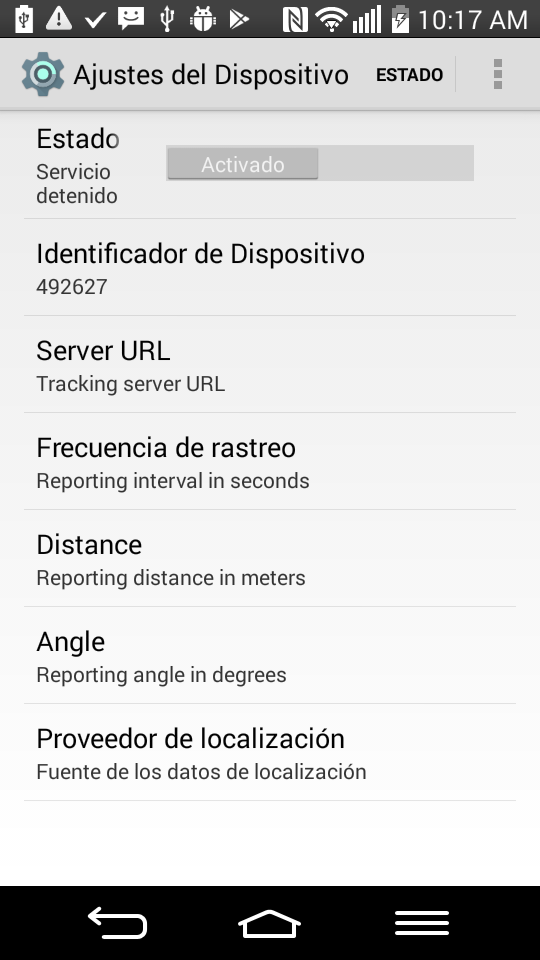 10:17 AM
Ajustes del Dispositivo ESTADO
Estado
Activado
Servicio
detenido
Identificador de Dispositivo
492627
Server URL
Tracking server URL
Frecuencia de rastreo
Reporting interval in seconds
Distance
Reporting distance in meters
Angle
Reporting angle in degrees
Proveedor de localización
Fuente de los datos de localización